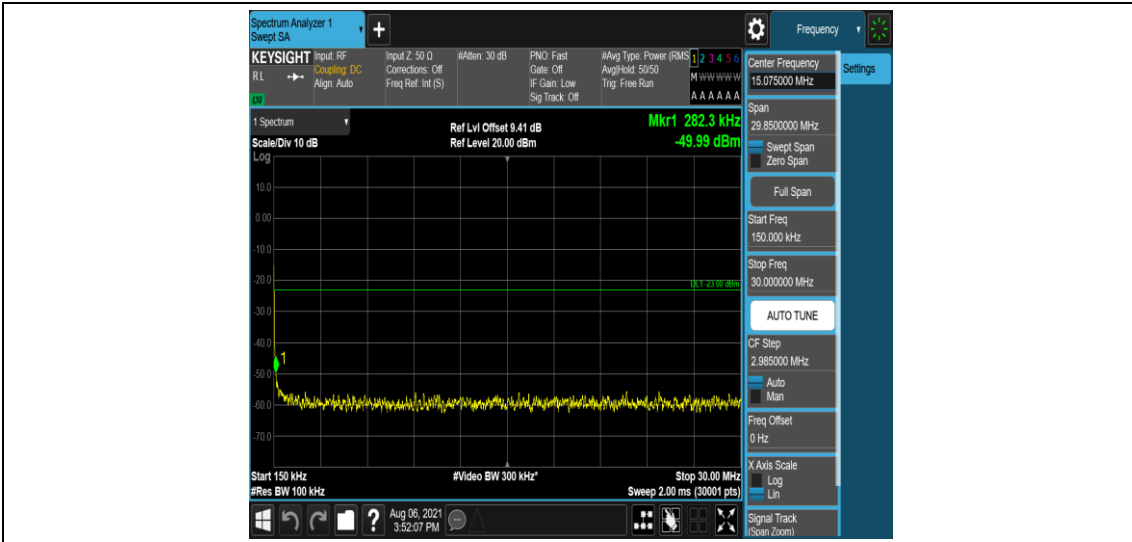 Spectrum Analyzer 1
Swept SA
+
Frequency
KEYSIGHT
RL
LXI
Input: RF
Coupling: DC
Align: Auto
Input Z: 50 Ω
Corrections: Off
Freq Ref: Int (S)
#Atten: 30 dB
PNO: Fast
Gate: Off
IF Gain: Low
Sig Track: Off
#Avg Type: Power (RMS
Avg|Hold: 50/50
Trig: Free Run
1 2 3 4 5 6
M W W W W W
A A A A A A
1 Spectrum
Scale/Div 10 dB
Log
Ref Lvl Offset 9.41 dB
Ref Level 20.00 dBm
Mkr1 282.3 kHz
-49.99 dBm
10.0
0.00
-10.0
-20.0
DL1 -23.00 dBm
-30.0
-40.0
1
-50.0
-60.0
-70.0
Start 150 kHz
#Res BW 100 kHz
#Video BW 300 kHz*
Stop 30.00 MHz
Sweep 2.00 ms (30001 pts)
?
Aug 06, 2021
3:52:07 PM
Center Frequency
15.075000 MHz
Settings
Span
29.8500000 MHz
Swept Span
Zero Span
Full Span
Start Freq
150.000 kHz
Stop Freq
30.000000 MHz
AUTO TUNE
CF Step
2.985000 MHz
Auto
Man
Freq Offset
0 Hz
X Axis Scale
Log
Lin
Signal Track
(Span Zoom)